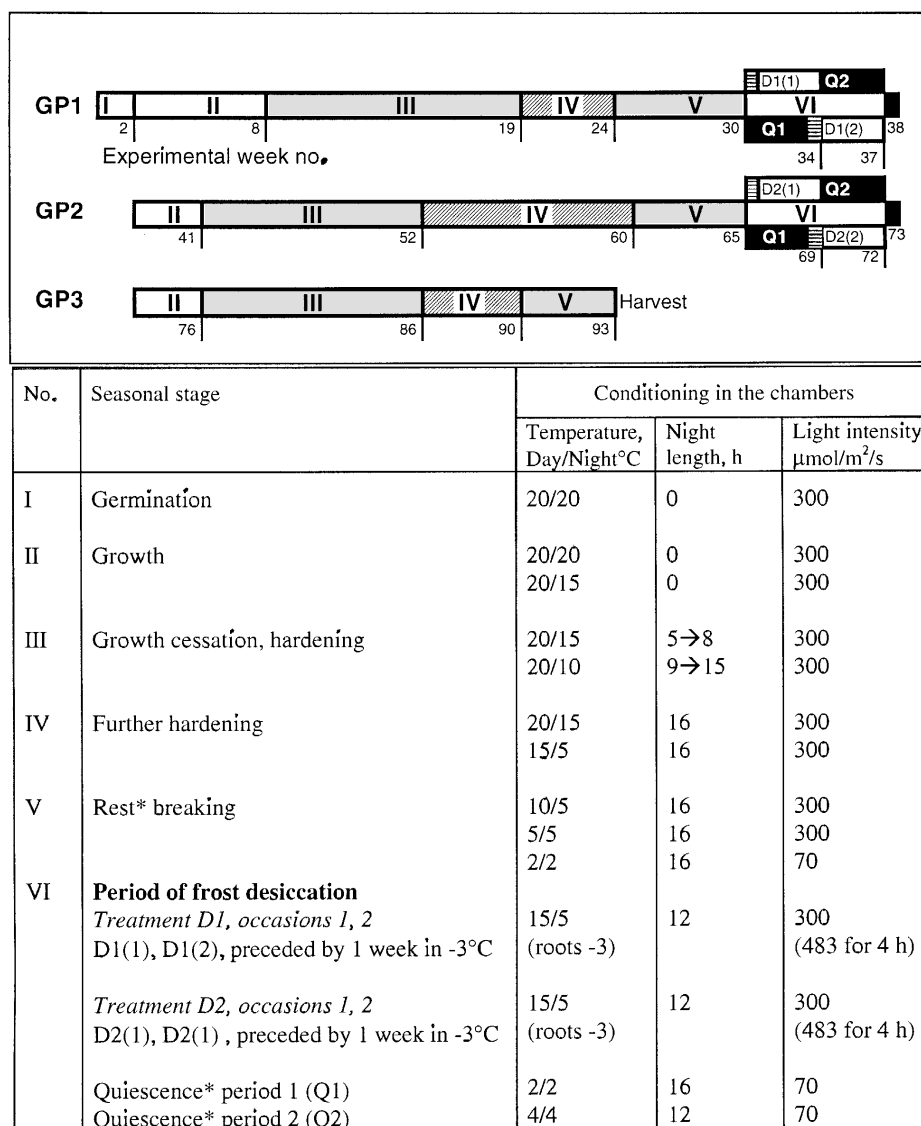 D1(1) Q2
GP1 I II III IV V VI
2 8 19 24 30 Q1 D1(2) 38
Experimental week no. 34 37
D2(1) Q2
GP2 II III IV V VI
41 52 60 65 Q1 D2(2) 73
69 72
GP3 II III IV V Harvest
76 86 90 93
No. Seasonal stage Conditioning in the chambers
Temperature, Night Light intensity
Day/Night°C length, h µmol/m²/s
I Germination 20/20 0 300
II Growth 20/20 0 300
20/15 0 300
III Growth cessation, hardening 20/15 5→8 300
20/10 9→15 300
IV Further hardening 20/15 16 300
15/5 16 300
V Rest* breaking 10/5 16 300
5/5 16 300
2/2 16 70
VI Period of frost desiccation
Treatment D1, occasions 1, 2 15/5 12 300
D1(1), D1(2), preceded by 1 week in -3°C (roots -3) (483 for 4 h)
Treatment D2, occasions 1, 2 15/5 12 300
D2(1), D2(1) , preceded by 1 week in -3°C (roots -3) (483 for 4 h)
Quiescence* period 1 (Q1) 2/2 16 70
Quiescence* period 2 (Q2) 4/4 12 70